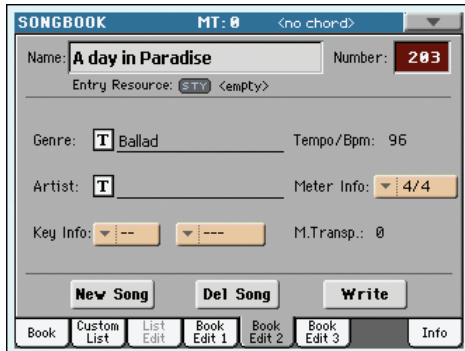 SONGBOOK MT:0 <no chord>
Name: A day in Paradise Number: 203
Entry Resource: STY <empty>
Genre: T Ballad Tempo/Bpm: 96
Artist: T Meter Info: 4/4
Key Info: -- --- M.Transp.: 0
New Song Del Song Write
Book Custom List List Edit Book Edit 1 Book Edit 2 Book Edit 3 Info